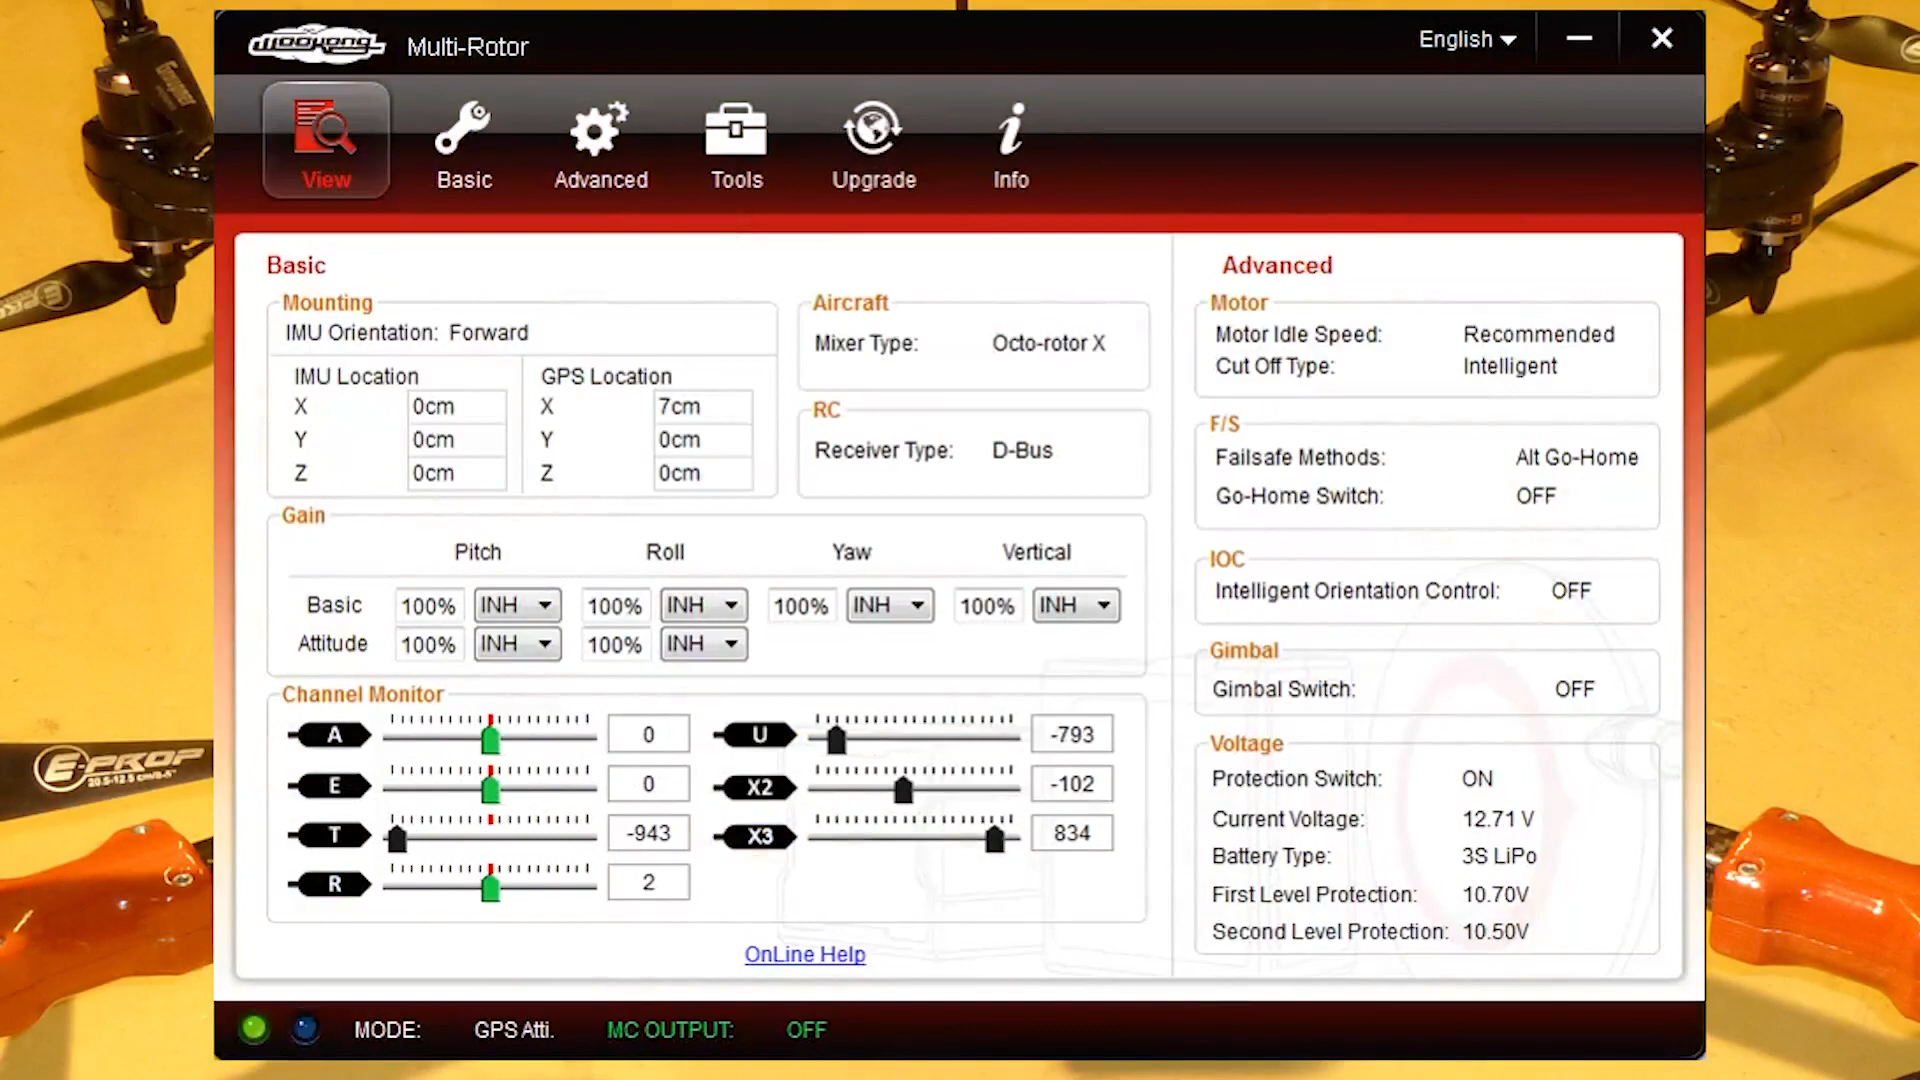 WooKong Multi-Rotor English
View Basic Advanced Tools Upgrade Info
Basic
Mounting
IMU Orientation: Forward
IMU Location
X 0cm
Y 0cm
Z 0cm
GPS Location
X 7cm
Y 0cm
Z 0cm
Aircraft
Mixer Type: Octo-rotor X
RC
Receiver Type: D-Bus
Gain
Pitch Roll Yaw Vertical
Basic 100% INH 100% INH 100% INH 100% INH
Attitude 100% INH 100% INH
Channel Monitor
A 0
E 0
T -943
R 2
U -793
X2 -102
X3 834
OnLine Help
Advanced
Motor
Motor Idle Speed: Recommended
Cut Off Type: Intelligent
F/S
Failsafe Methods: Alt Go-Home
Go-Home Switch: OFF
IOC
Intelligent Orientation Control: OFF
Gimbal
Gimbal Switch: OFF
Voltage
Protection Switch: ON
Current Voltage: 12.71 V
Battery Type: 3S LiPo
First Level Protection: 10.70V
Second Level Protection: 10.50V
MODE: GPS Atti. MC OUTPUT: OFF
E-PROP